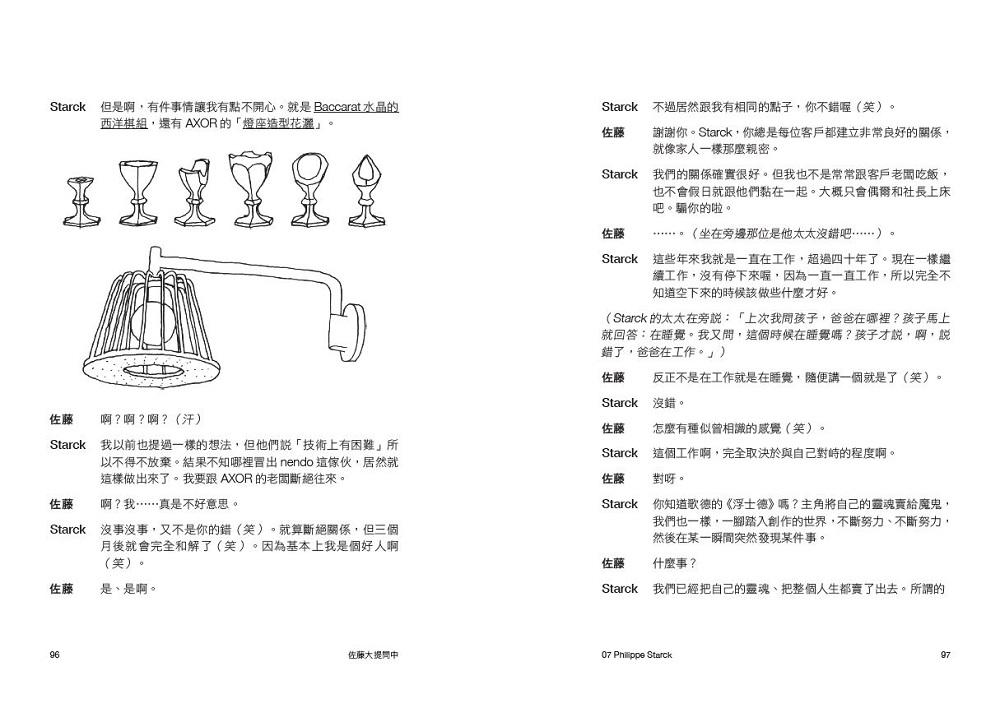 Starck 但是啊，有件事情讓我有點不開心。就是 Baccarat 水晶的
西洋棋組，還有 AXOR 的「燈座造型花灑」。
佐藤 啊？啊？啊？（汗）
Starck 我以前也提過一樣的想法，但他們說「技術上有困難」所
以不得不放棄。結果不知哪裡冒出 nendo 這傢伙，居然就
這樣做出來了。我要跟 AXOR 的老闆斷絕往來。
佐藤 啊？我⋯⋯真是不好意思。
Starck 沒事沒事，又不是你的錯（笑）。就算斷絕關係，但三個
月後就會完全和解了（笑）。因為基本上我是個好人啊
（笑）。
佐藤 是、是啊。
96
佐藤大提問中
Starck 不過居然跟我有相同的點子，你不錯喔（笑）。
佐藤 謝謝你。Starck，你總是每位客戶都建立非常良好的關係，
就像家人一樣那麼親密。
Starck 我們的關係確實很好。但我也不是常常跟客戶老闆吃飯，
也不會假日就跟他們黏在一起。大概只會偶爾和社長上床
吧。騙你的啦。
佐藤 ⋯⋯。（坐在旁邊那位是他太太沒錯吧⋯⋯）。
Starck 這些年來我就是一直在工作，超過四十年了。現在一樣繼
續工作，沒有停下來喔，因為一直一直工作，所以完全不
知道空下來的時候該做些什麼才好。
（Starck 的太太在旁說：「上次我問孩子，爸爸在哪裡？孩子馬上
就回答：在睡覺。我又問，這個時候在睡覺嗎？孩子才說，啊，說
錯了，爸爸在工作。」）
佐藤 反正不是在工作就是在睡覺，隨便講一個就是了（笑）。
Starck 沒錯。
佐藤 怎麼有種似曾相識的感覺（笑）。
Starck 這個工作啊，完全取決於與自己對峙的程度啊。
佐藤 對呀。
Starck 你知道歌德的《浮士德》嗎？主角將自己的靈魂賣給魔鬼，
我們也一樣，一腳踏入創作的世界，不斷努力、不斷努力，
然後在某一瞬間突然發現某件事。
佐藤 什麼事？
Starck 我們已經把自己的靈魂、把整個人生都賣了出去。所謂的
07 Philippe Starck
97